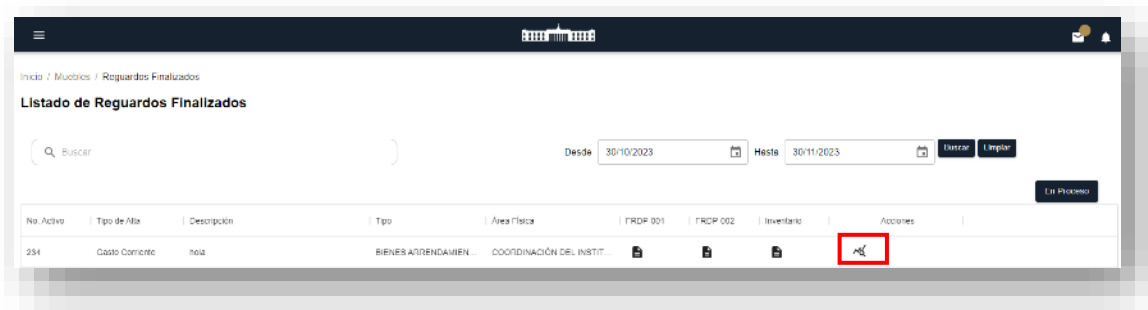 Inicio / Muebles / Reguardos Finalizados
Listado de Reguardos Finalizados
Buscar Desde 30/10/2023 Hasta 30/11/2023 Buscar Limpiar
En Proceso
No. Activo Tipo de Alta Descripción Tipo Área Física FRDP 001 FRDP 002 Inventario Acciones
234 Gasto Corriente hola BIENES ARRENDAMIEN... COORDINACIÓN DEL INSTIT...